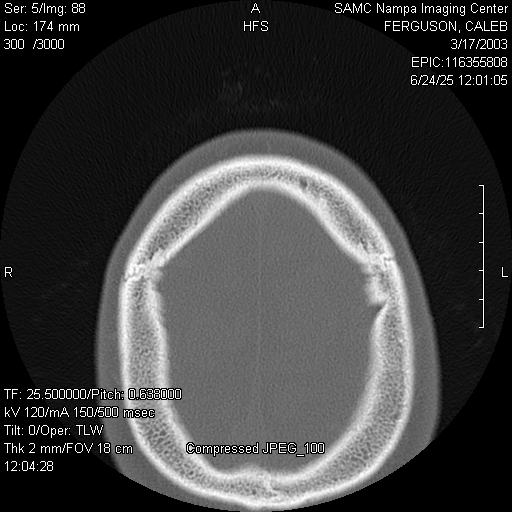 Ser: 5/Img: 88
Loc: 174 mm
300 /3000
A
HFS
SAMC Nampa Imaging Center
FERGUSON, CALEB
3/17/2003
EPIC:116355808
6/24/25 12:01:05
R
L
TF: 25.500000/Pitch: 0.638000
kV 120/mA 150/500 msec
Tilt: 0/Oper: TLW
Thk 2 mm/FOV 18 cm
12:04:28
Compressed JPEG_100